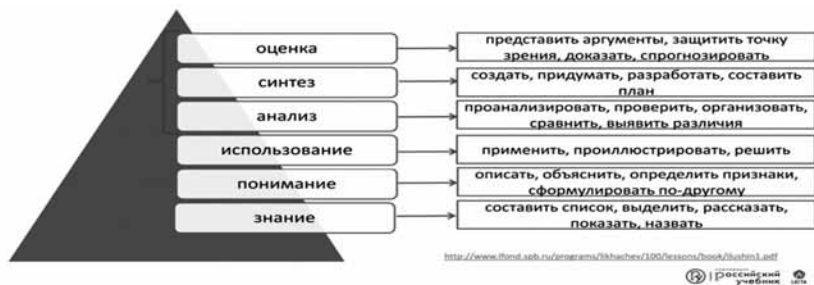 оценка
представить аргументы, защитить точку
зрения, доказать, спрогнозировать
синтез
создать, придумать, разработать, составить
план
анализ
проанализировать, проверить, организовать,
сравнить, выявить различия
использование
применить, проиллюстрировать, решить
понимание
описать, объяснить, определить признаки,
сформулировать по-другому
знание
составить список, выделить, рассказать,
показать, назвать
http://www.lfond.spb.ru/programs/likhachev/100/lessons/book/ilushin1.pdf
российский
учебник